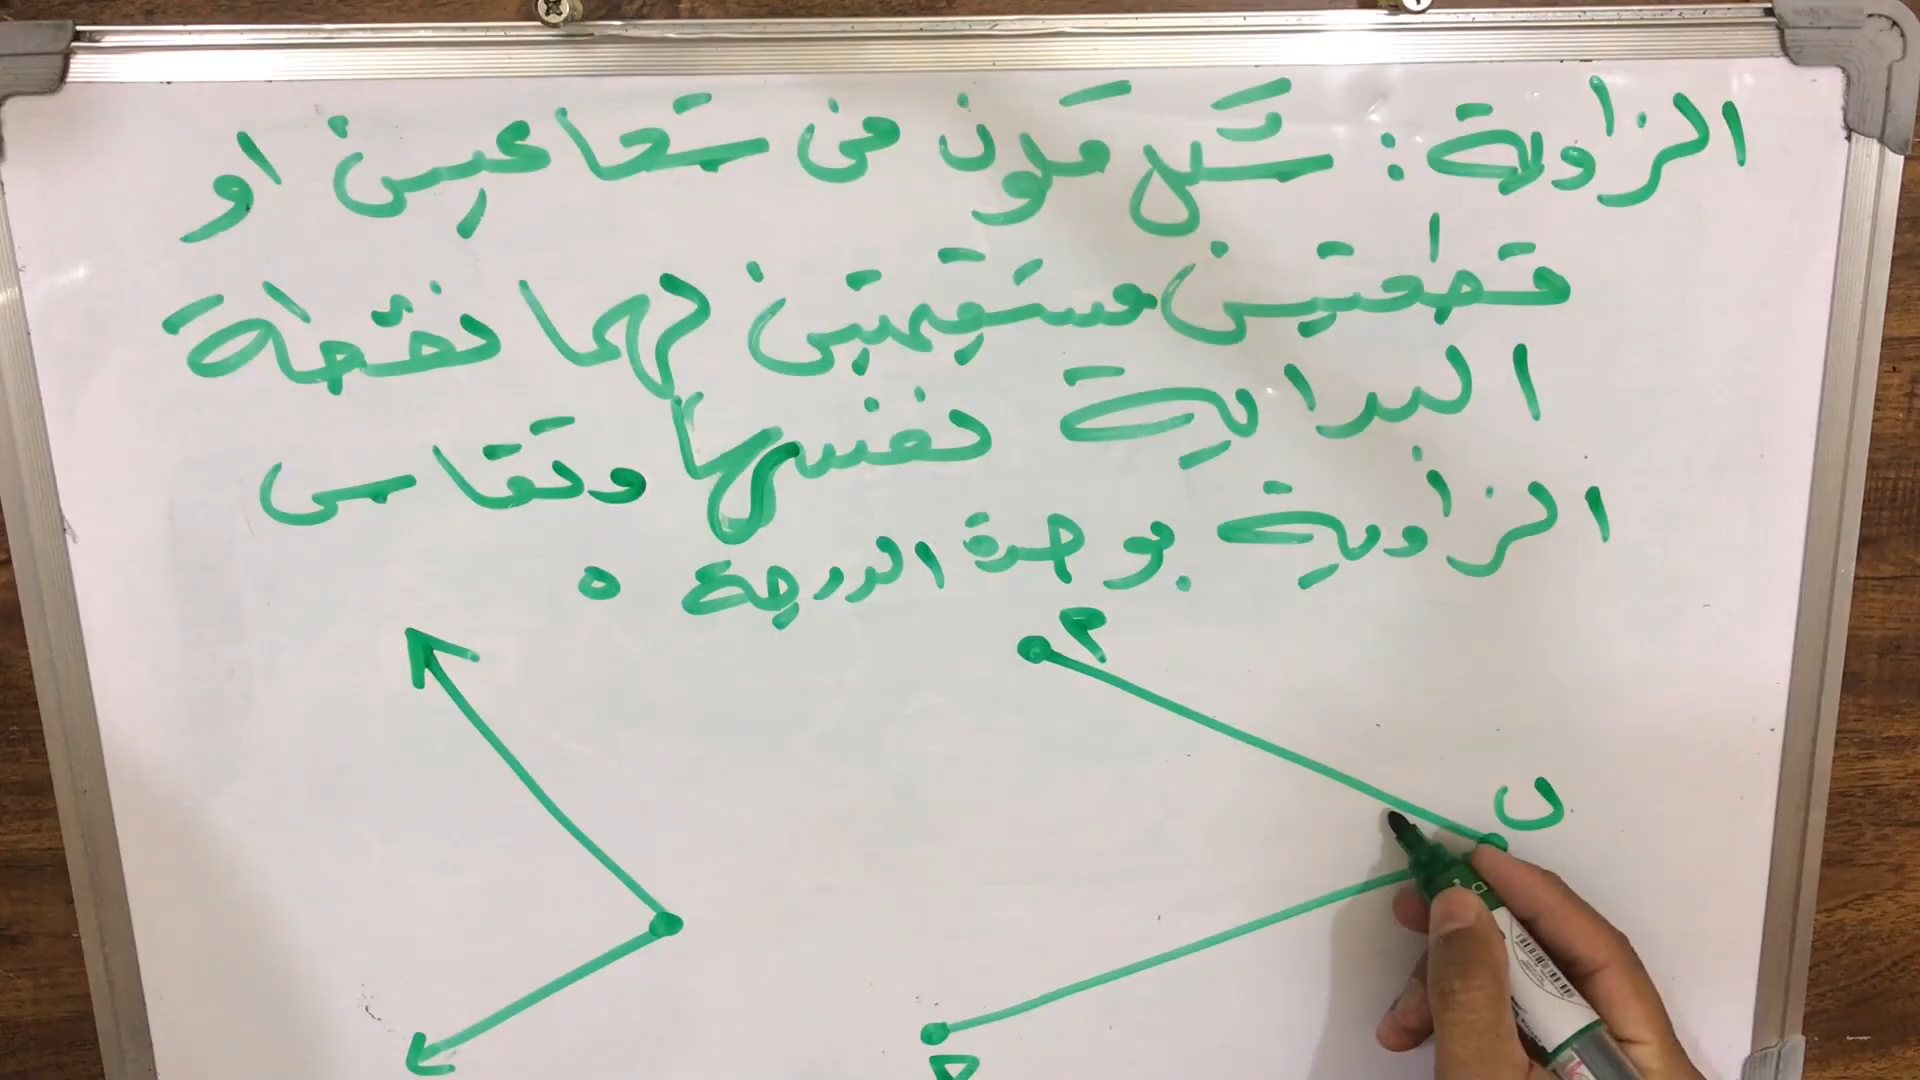 الزاوية : شكل مكون من شعاعين او
قطعتين مستقيمتين لهما نقطة
البداية نفسها وتقاس
الزاوية بوحدة الدرجة °
م
ن